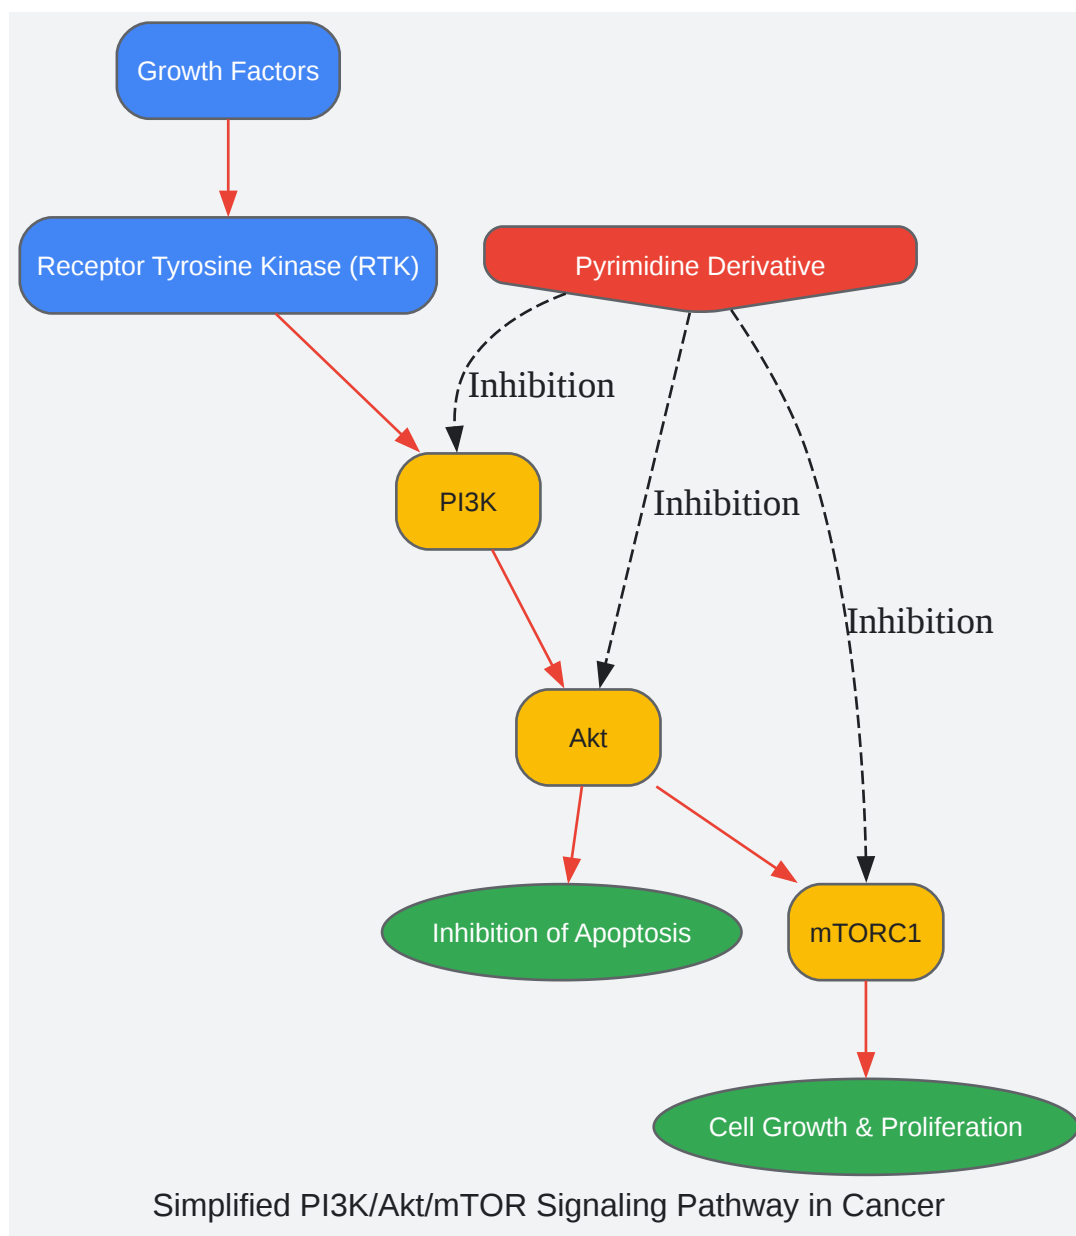 Growth Factors
Receptor Tyrosine Kinase (RTK)
Pyrimidine Derivative
Inhibition
PI3K
Inhibition
Inhibition
Akt
Inhibition of Apoptosis
mTORC1
Cell Growth & Proliferation
Simplified PI3K/Akt/mTOR Signaling Pathway in Cancer